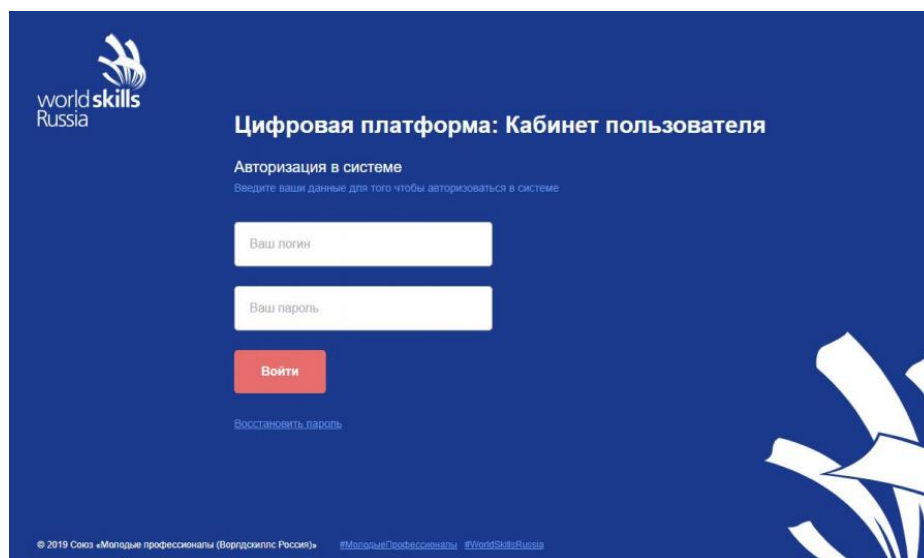 world skills
Russia
Цифровая платформа: Кабинет пользователя
Авторизация в системе
Введите ваши данные для того чтобы авторизоваться в системе
Ваш логин
Ваш пароль
Войти
Восстановить пароль
© 2019 Союз «Молодые профессионалы (Ворлдскиллс Россия)» #МолодыеПрофессионалы #WorldSkillsRussia